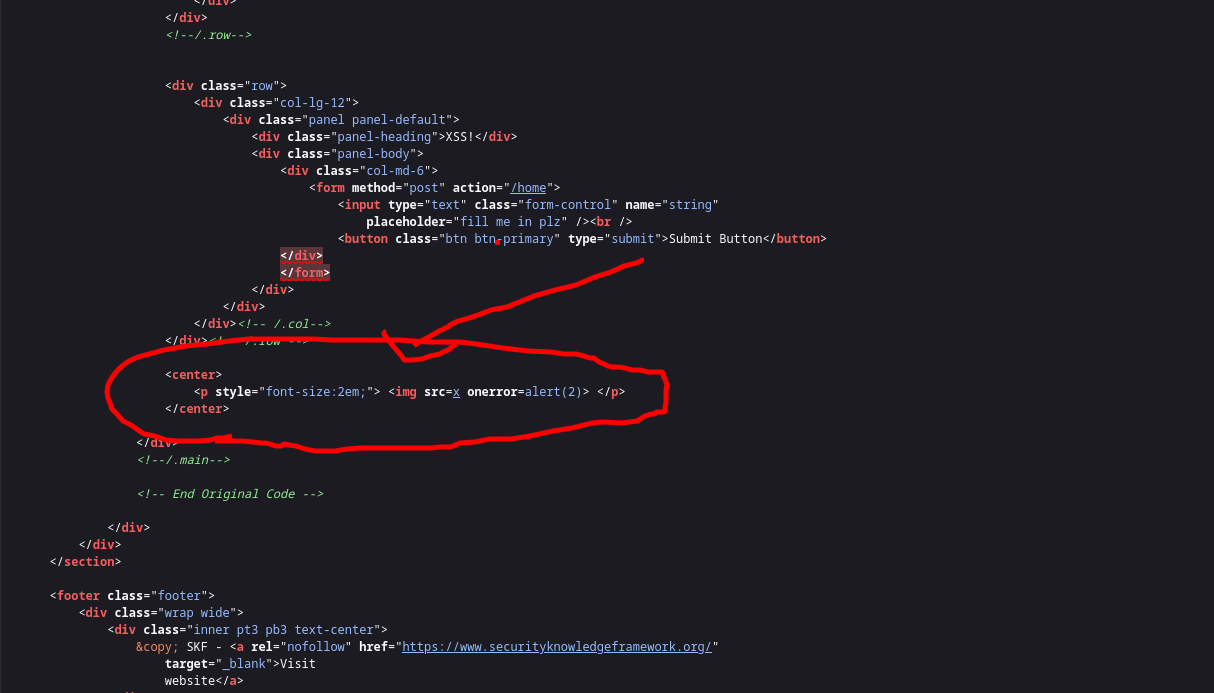 </div>
</div>
<!--/.row-->
<div class="row">
<div class="col-lg-12">
<div class="panel panel-default">
<div class="panel-heading">XSS!</div>
<div class="panel-body">
<div class="col-md-6">
<form method="post" action="/home">
<input type="text" class="form-control" name="string"
placeholder="fill me in plz" /><br />
<button class="btn btn-primary" type="submit">Submit Button</button>
</div>
</form>
</div>
</div>
</div><!-- /.col-->
</div><!-- /.row -->
<center>
<p style="font-size:2em;"> <img src=x onerror=alert(2)> </p>
</center>
</div>
<!--/.main-->
<!-- End Original Code -->
</div>
</div>
</section>
<footer class="footer">
<div class="wrap wide">
<div class="inner pt3 pb3 text-center">
&copy; SKF - <a rel="nofollow" href="https://www.securityknowledgeframework.org/"
target="_blank">Visit
website</a>